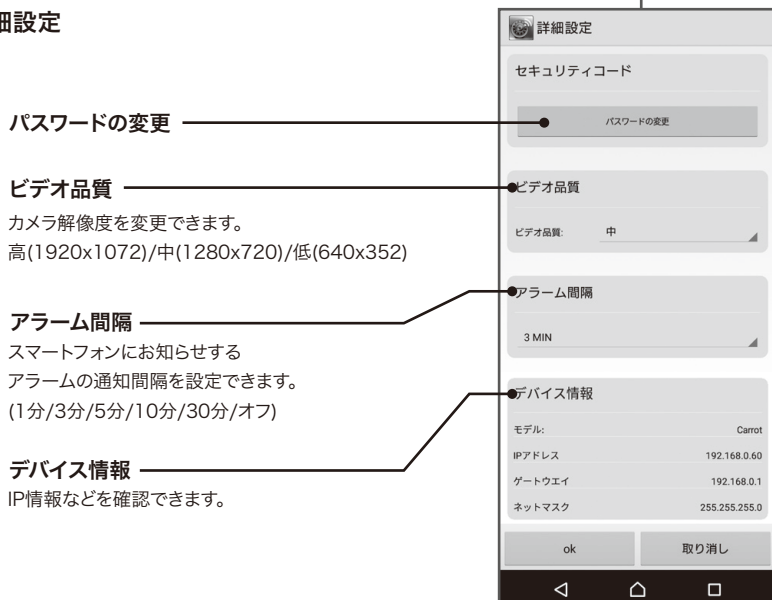 細設定
パスワードの変更
ビデオ品質
カメラ解像度を変更できます。
高(1920x1072)/中(1280x720)/低(640x352)
アラーム間隔
スマートフォンにお知らせする
アラームの通知間隔を設定できます。
(1分/3分/5分/10分/30分/オフ)
デバイス情報
IP情報などを確認できます。
詳細設定
セキュリティコード
パスワードの変更
ビデオ品質
ビデオ品質: 中
アラーム間隔
3 MIN
デバイス情報
モデル: Carrot
IPアドレス 192.168.0.60
ゲートウエイ 192.168.0.1
ネットマスク 255.255.255.0
ok 取り消し